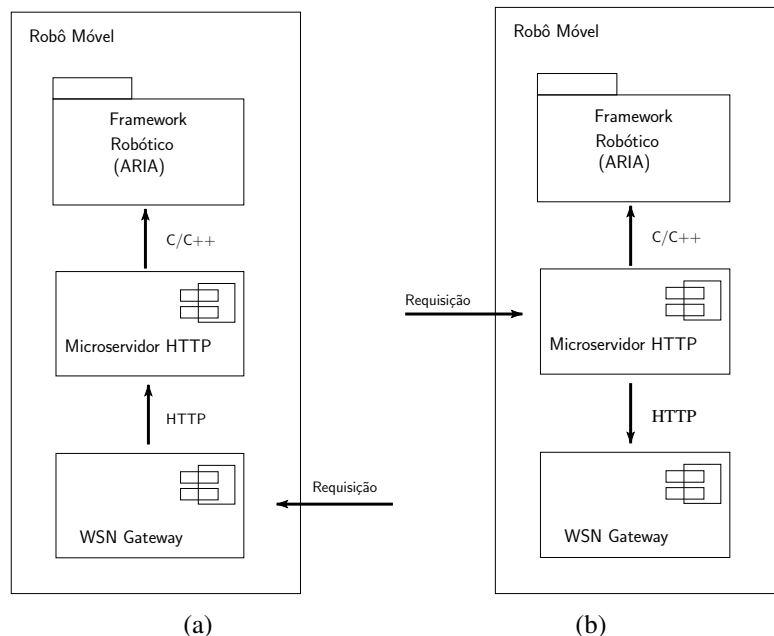 Robô Móvel
Framework
Robótico
(ARIA)
C/C++
Microservidor HTTP
HTTP
WSN Gateway
Requisição
(a)
Robô Móvel
Framework
Robótico
(ARIA)
C/C++
Requisição
Microservidor HTTP
HTTP
WSN Gateway
(b)